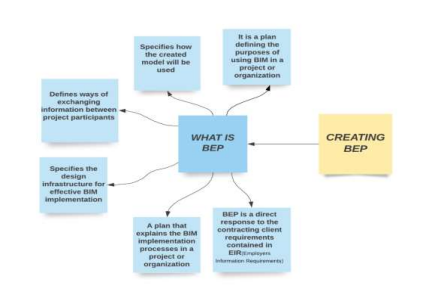 Specifies how
the created
model will be
used
It is a plan
defining the
purposes of
using BIM in a
project or
organization
Defines ways of
exchanging
information between
project participants
WHAT IS
BEP
CREATING
BEP
Specifies the
design
infrastructure for
effective BIM
implementation
A plan that
explains the BIM
implementation
processes in a
project or
organization
BEP is a direct
response to the
contracting client
requirements
contained in
EIR(Employers
Information Requirements)